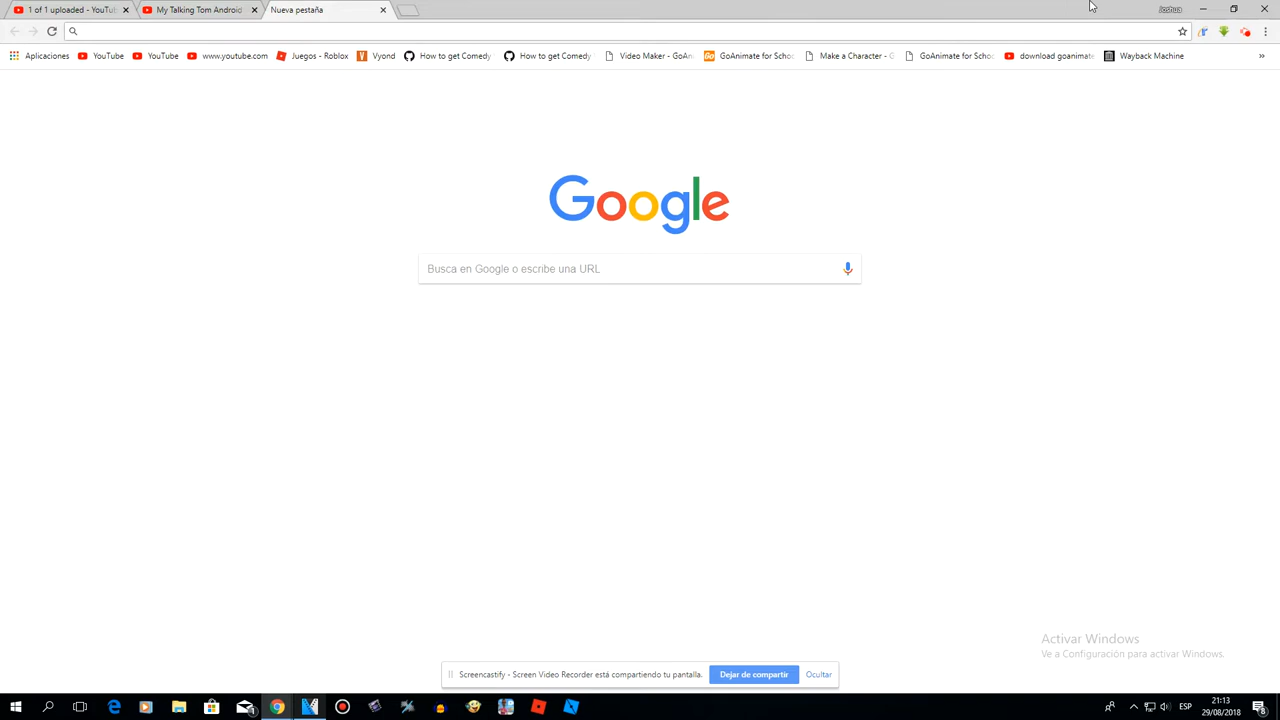 1 of 1 uploaded - YouTu
My Talking Tom Android
Nueva pestaña
Joshua
Aplicaciones
YouTube
YouTube
www.youtube.com
Juegos - Roblox
Vyond
How to get Comedy
How to get Comedy
Video Maker - GoAni
GoAnimate for Scho
Make a Character - G
GoAnimate for Scho
download goanimate
Wayback Machine
»
Google
Busca en Google o escribe una URL
Activar Windows
Ve a Configuración para activar Windows.
Screencastify - Screen Video Recorder está compartiendo tu pantalla.
Dejar de compartir
Ocultar
ESP
21:13
29/08/2018